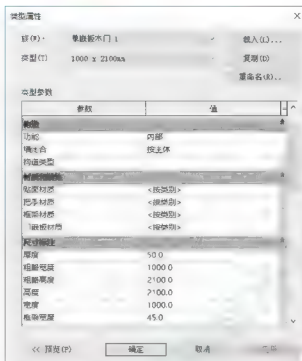 类型属性
族(F): 单嵌板木门 1 载入(L)...
类型(T): 1000 x 2100mm 复制(D)...
重命名(R)...
类型参数
参数 值
功能
功能 内部
墙闭合 按主体
构造类型
材质和装饰
贴面材质 <按类别>
把手材质 <按类别>
框架材质 <按类别>
门嵌板材质 <按类别>
尺寸标注
厚度 50.0
粗略宽度 1000.0
粗略高度 2100.0
高度 2100.0
宽度 1000.0
框架宽度 45.0
<< 预览(P) 确定 取消 应用